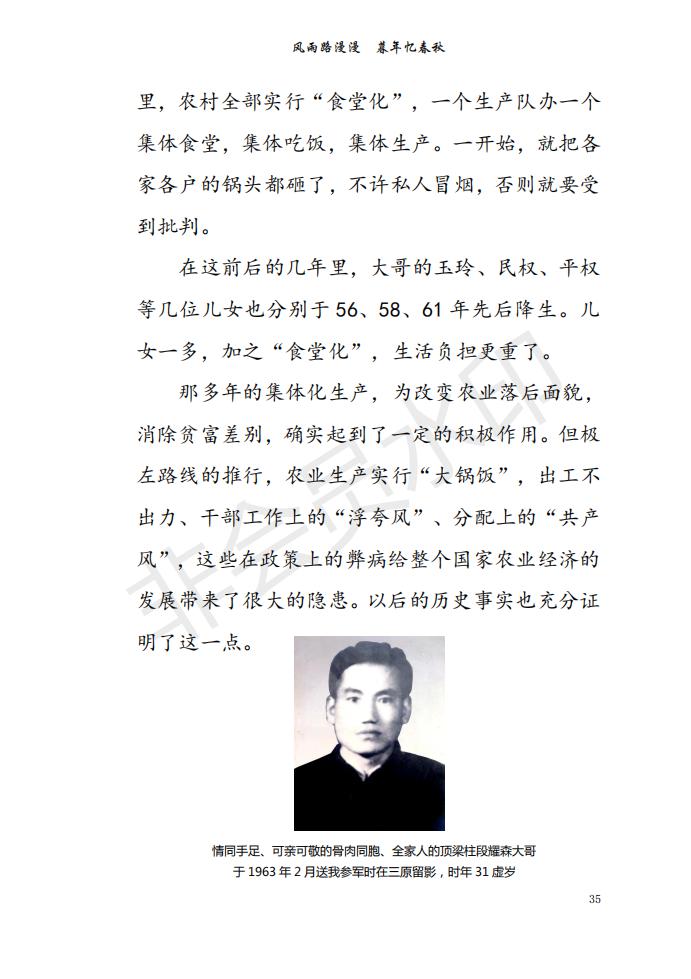 风雨路漫漫 暮年忆春秋
里，农村全部实行“食堂化”，一个生产队办一个
集体食堂，集体吃饭，集体生产。一开始，就把各
家各户的锅头都砸了，不许私人冒烟，否则就要受
到批判。
在这前后的几年里，大哥的玉玲、民权、平权
等几位儿女也分别于 56、58、61 年先后降生。儿
女一多，加之“食堂化”，生活负担更重了。
那多年的集体化生产，为改变农业落后面貌，
消除贫富差别，确实起到了一定的积极作用。但极
左路线的推行，农业生产实行“大锅饭”，出工不
出力、干部工作上的“浮夸风”、分配上的“共产
风”，这些在政策上的弊病给整个国家农业经济的
发展带来了很大的隐患。以后的历史事实也充分证
明了这一点。
非会员水印
情同手足、可亲可敬的骨肉同胞、全家人的顶梁柱段耀森大哥
于 1963 年 2 月送我参军时在三原留影，时年 31 虚岁
35